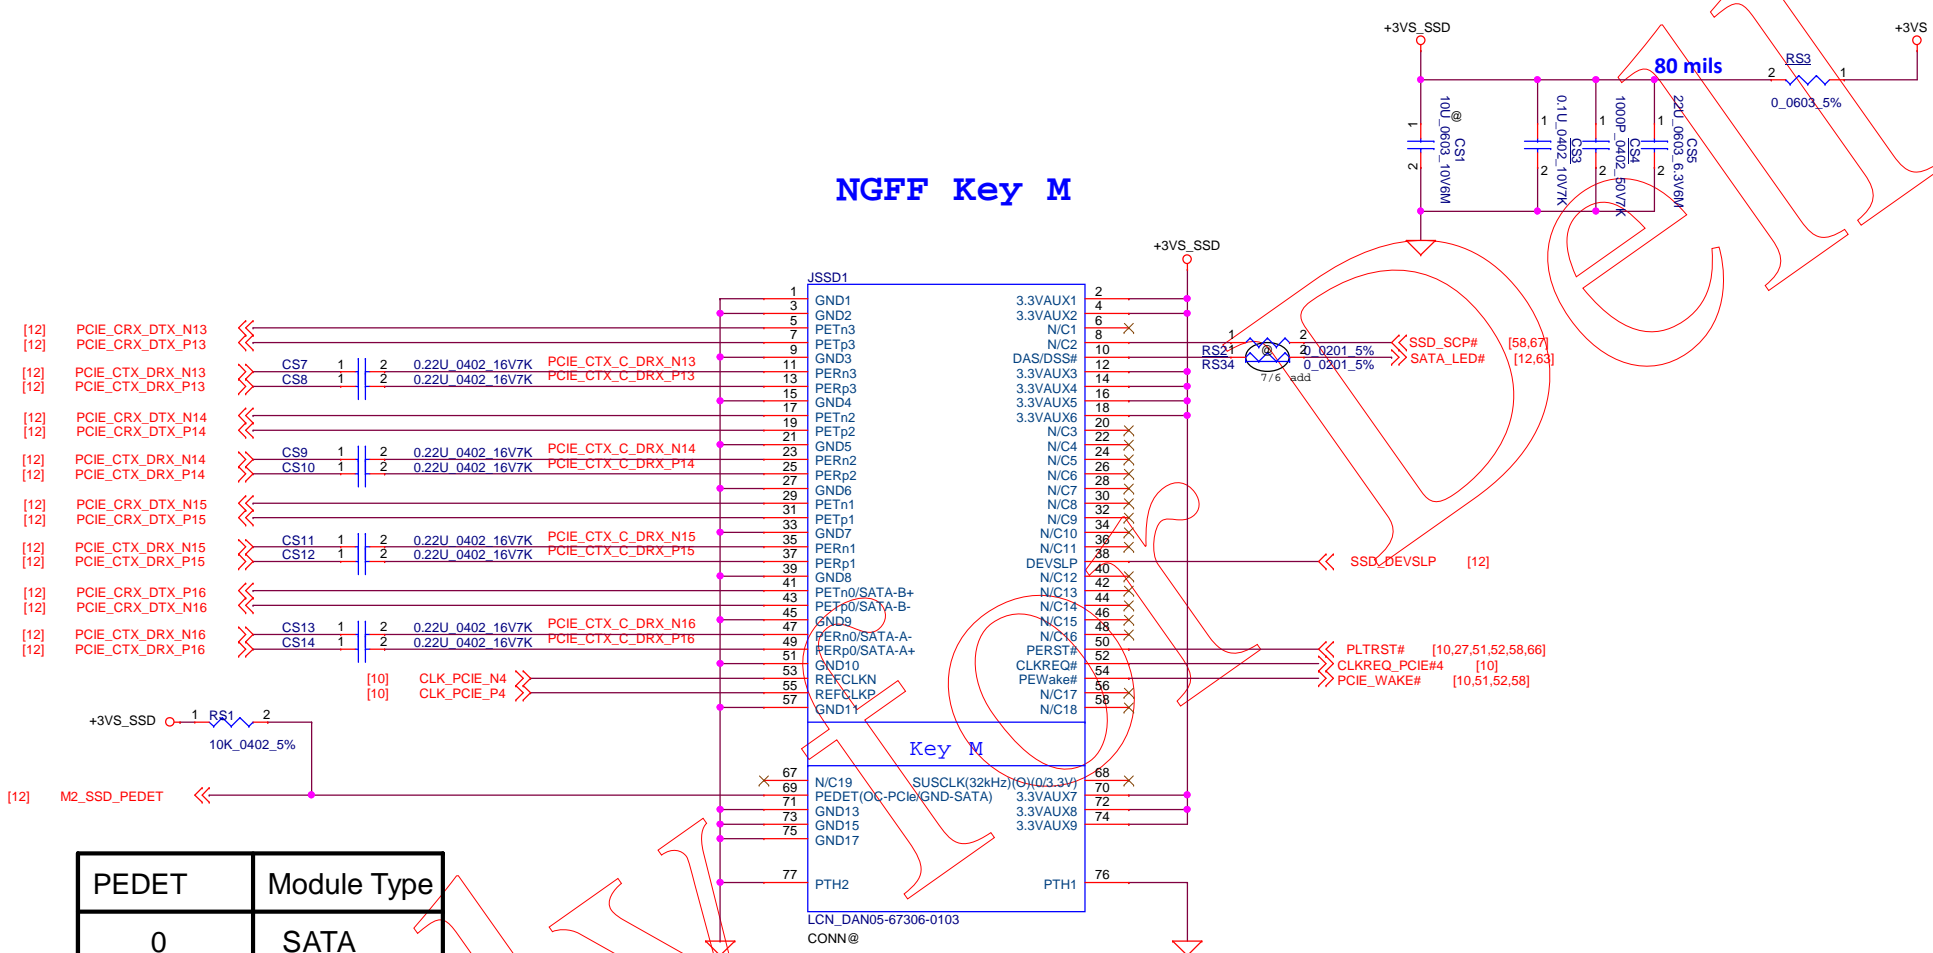 +3VS_SSD
+3VS
80 mils
RS3
2 1
0_0603_5%
1
2
10U_0603_10V6M
@
CS1
1
2
0.1U_0402_10V7K
CS3
1
2
1000P_0402_50V7K
CS4
1
2
22U_0603_6.3V6M
CS5
NGFF Key M
+3VS_SSD
JSSD1
1 GND1 3.3VAUX1 2
3 GND2 3.3VAUX2 4
[12] PCIE_CRX_DTX_N13 5 PETn3 N/C1 6
[12] PCIE_CRX_DTX_P13 7 PETp3 N/C2 8 1 2 SSD_SCP# [58,67]
9 GND3 DAS/DSS# 10 RS21 @ 2 0_0201_5% SATA_LED# [12,63]
RS34 0_0201_5%
7/6 add
[12] PCIE_CTX_DRX_N13 CS7 1 2 0.22U_0402_16V7K PCIE_CTX_C_DRX_N13 11 PERn3 3.3VAUX3 12
[12] PCIE_CTX_DRX_P13 CS8 1 2 0.22U_0402_16V7K PCIE_CTX_C_DRX_P13 13 PERp3 3.3VAUX4 14
15 GND4 3.3VAUX5 16
[12] PCIE_CRX_DTX_N14 17 PETn2 3.3VAUX6 18
[12] PCIE_CRX_DTX_P14 19 PETp2 N/C3 20
21 GND5 N/C4 22
[12] PCIE_CTX_DRX_N14 CS9 1 2 0.22U_0402_16V7K PCIE_CTX_C_DRX_N14 23 PERn2 N/C5 24
[12] PCIE_CTX_DRX_P14 CS10 1 2 0.22U_0402_16V7K PCIE_CTX_C_DRX_P14 25 PERp2 N/C6 26
27 GND6 N/C7 28
[12] PCIE_CRX_DTX_N15 29 PETn1 N/C8 30
[12] PCIE_CRX_DTX_P15 31 PETp1 N/C9 32
33 GND7 N/C10 34
[12] PCIE_CTX_DRX_N15 CS11 1 2 0.22U_0402_16V7K PCIE_CTX_C_DRX_N15 35 PERn1 N/C11 36
[12] PCIE_CTX_DRX_P15 CS12 1 2 0.22U_0402_16V7K PCIE_CTX_C_DRX_P15 37 PERp1 DEVSLP 38 SSD_DEVSLP [12]
39 GND8 N/C12 40
[12] PCIE_CRX_DTX_P16 41 PETn0/SATA-B+ N/C13 42
[12] PCIE_CRX_DTX_N16 43 PETp0/SATA-B- N/C14 44
45 GND9 N/C15 46
[12] PCIE_CTX_DRX_N16 CS13 1 2 0.22U_0402_16V7K PCIE_CTX_C_DRX_N16 47 PERn0/SATA-A- N/C16 48
[12] PCIE_CTX_DRX_P16 CS14 1 2 0.22U_0402_16V7K PCIE_CTX_C_DRX_P16 49 PERp0/SATA-A+ PERST# 50 PLTRST# [10,27,51,52,58,66]
51 GND10 CLKREQ# 52 CLKREQ_PCIE#4 [10]
[10] CLK_PCIE_N4 53 REFCLKN PEWake# 54 PCIE_WAKE# [10,51,52,58]
[10] CLK_PCIE_P4 55 REFCLKP N/C17 56
57 GND11 N/C18 58
+3VS_SSD 1 RS1 2
10K_0402_5%
Key M
67 N/C19 SUSCLK(32kHz)(O)(0/3.3V) 68
[12] M2_SSD_PEDET 69 PEDET(OC-PCIe/GND-SATA) 3.3VAUX7 70
71 GND13 3.3VAUX8 72
73 GND15 3.3VAUX9 74
75 GND17
77 PTH2 PTH1 76
LCN_DAN05-67306-0103
CONN@
PEDET Module Type
0 SATA